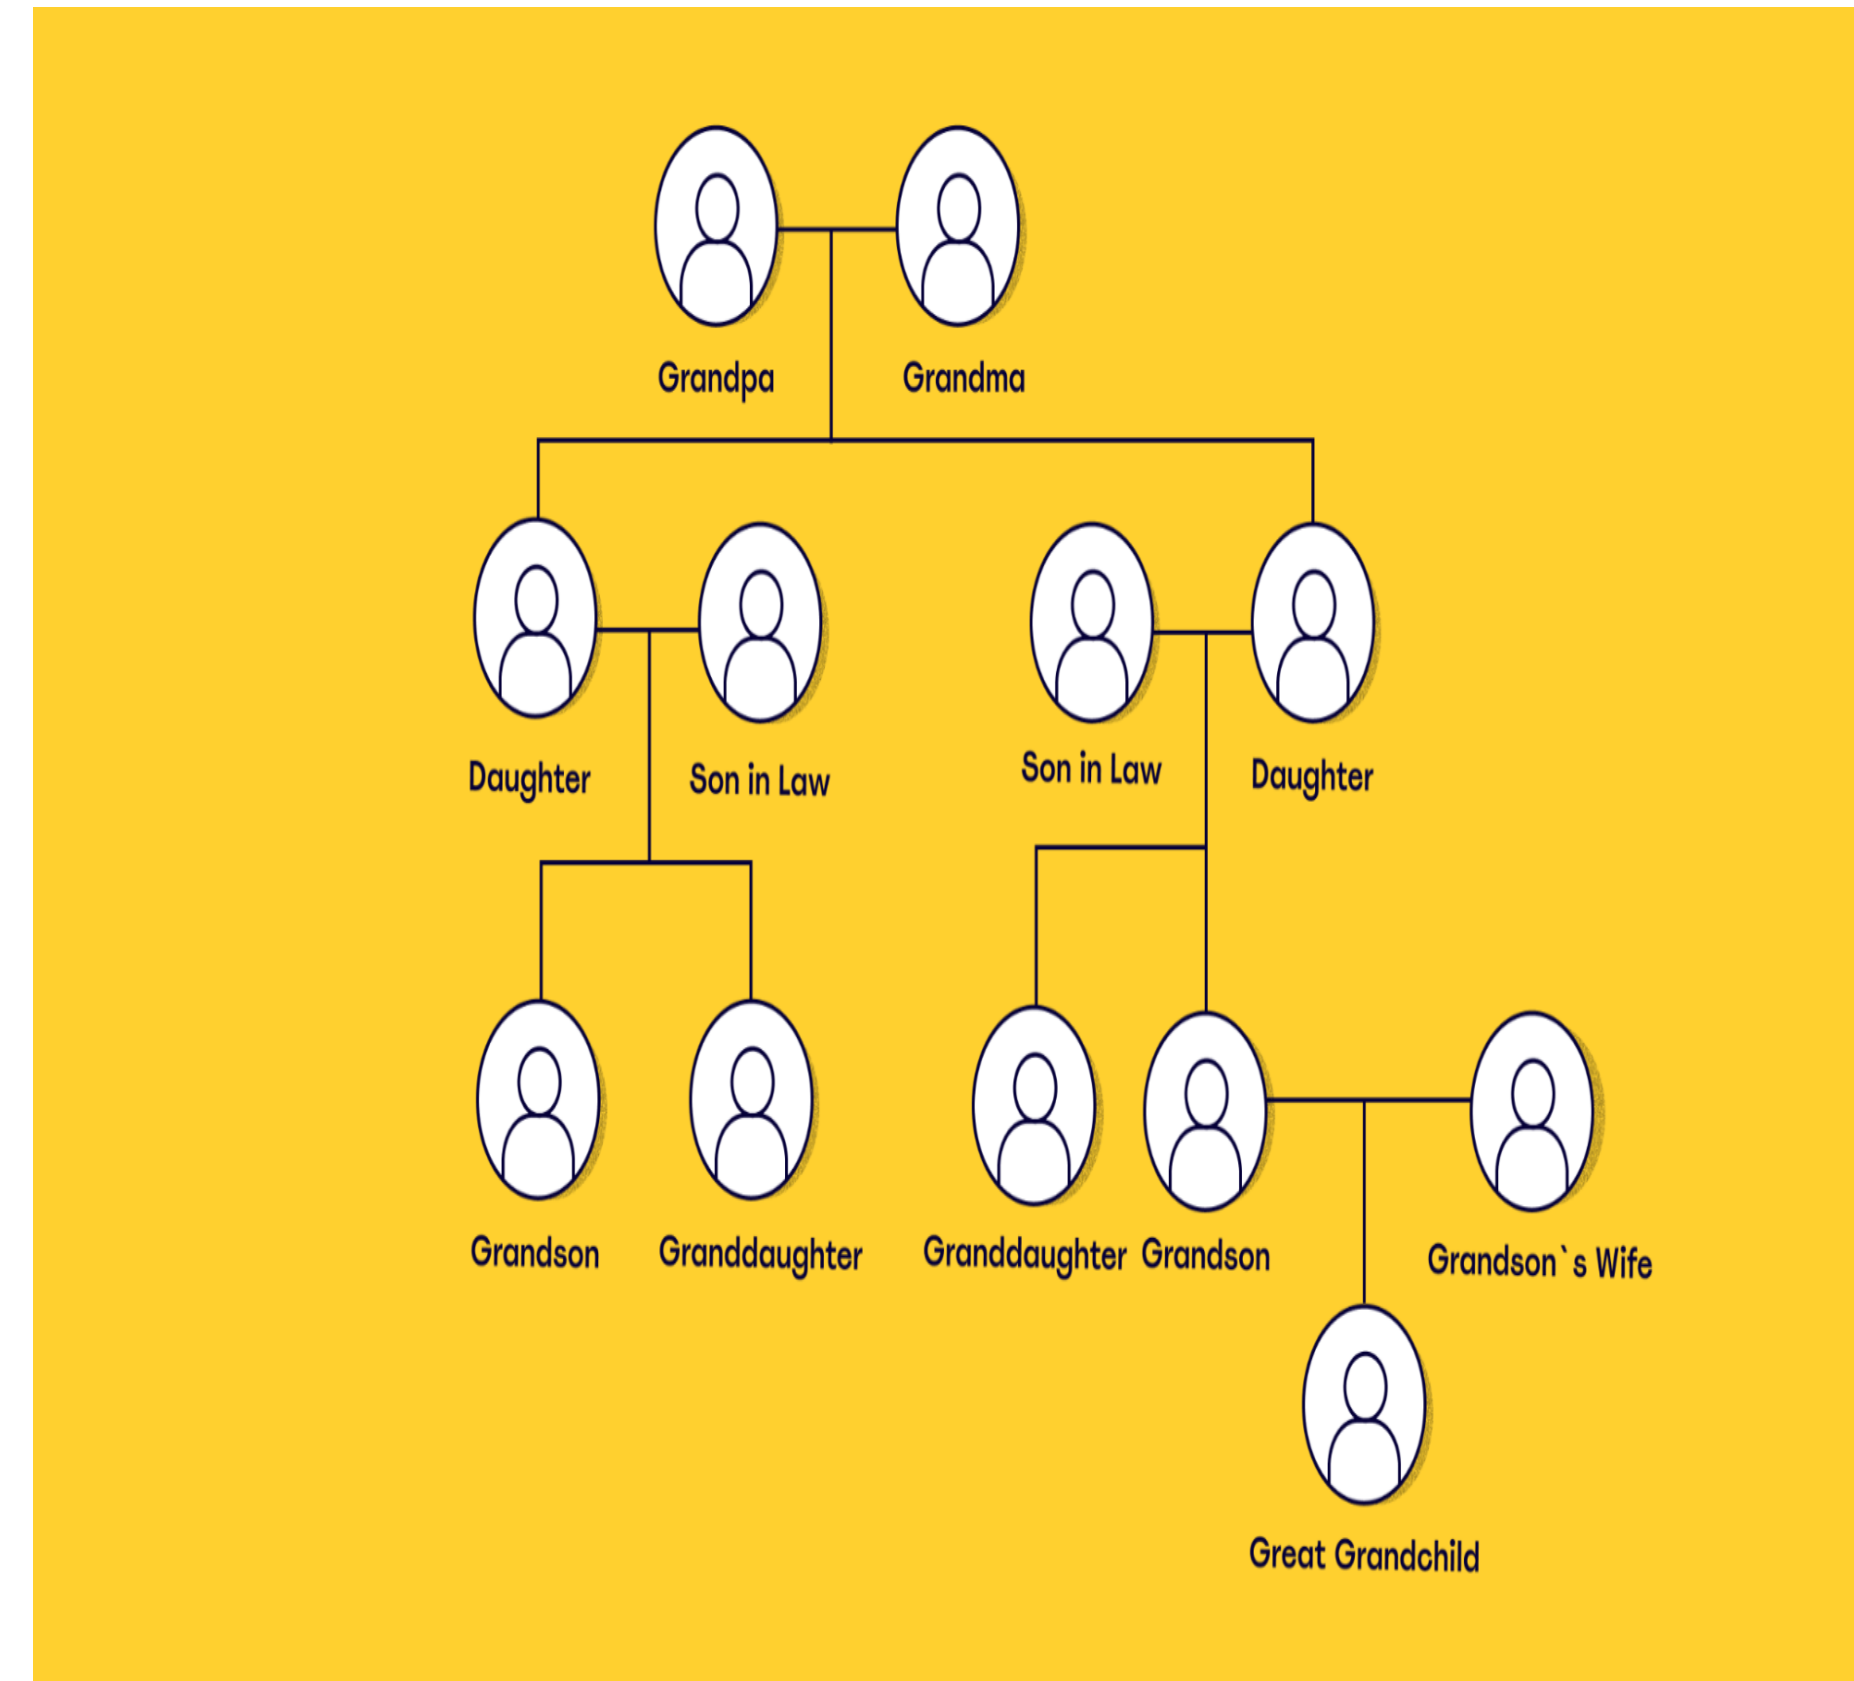 Grandpa
Grandma
Daughter
Son in Law
Son in Law
Daughter
Grandson
Granddaughter
Granddaughter
Grandson
Grandson`s Wife
Great Grandchild